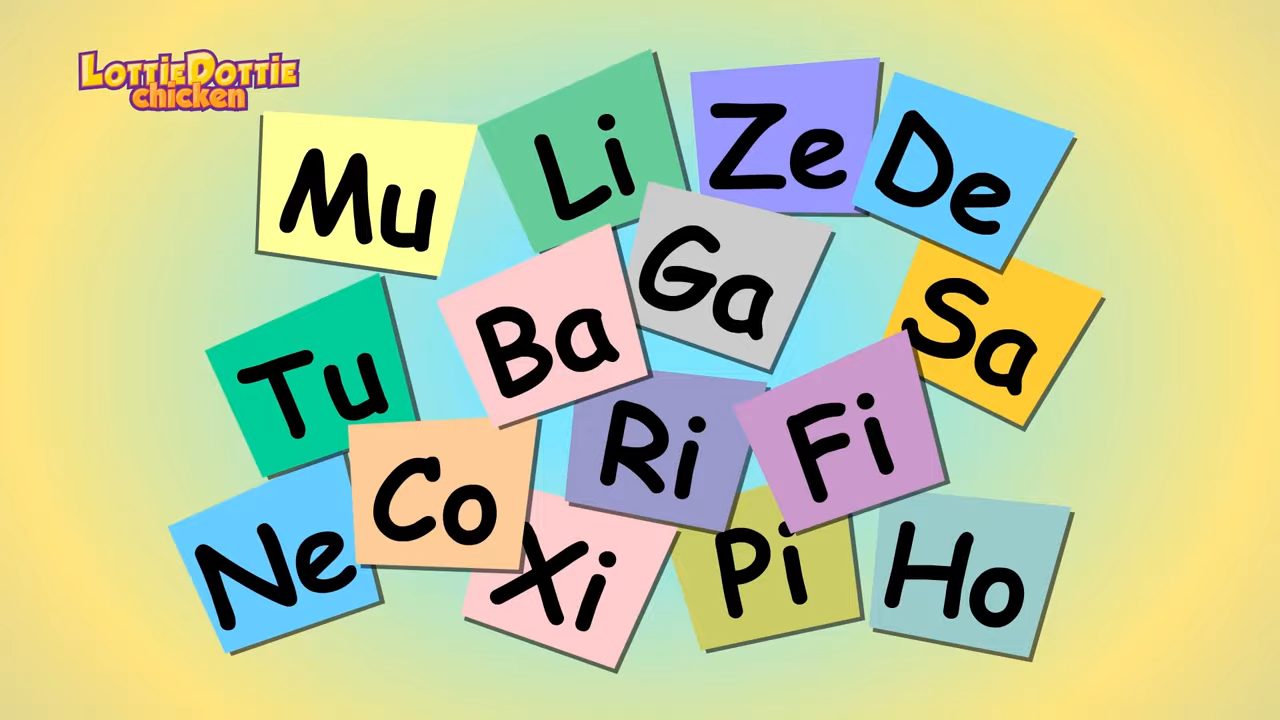 LottieDottie
chicken
Mu
Li
Ze
De
Ga
Sa
Ba
Tu
Ri
Fi
Co
Ne
Xi
Pi
Ho